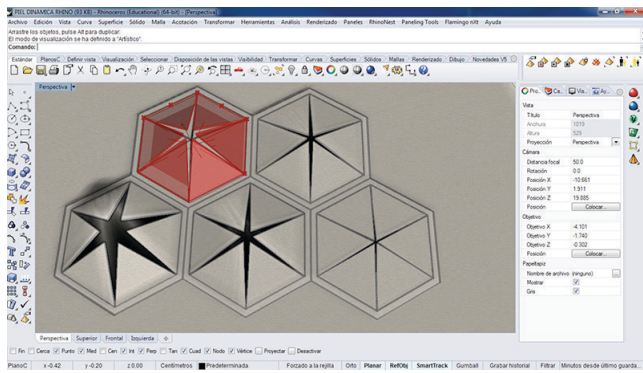 PIEL DINAMICA RHINO (93 KB) - Rhinoceros (Educational) (64-bit) - [Perspectiva]
Archivo Edición Vista Curva Superficie Sólido Malla Acotación Transformar Herramientas Análisis Renderizado Paneles RhinoNest Paneling Tools Flamingo nXt Ayuda
Arrastre los objetos, pulse Alt para duplicar:
El modo de visualización se ha definido a "Artístico".
Comando:
Estándar PlanosC Definir vista Visualización Seleccionar Disposición de las vistas Visibilidad Transformar Curvas Superficies Sólidos Mallas Renderizado Dibujo Novedades V5
Perspectiva
Pro... Ca... Vis... Ay...
Vista
Título Perspectiva
Anchura 1019
Altura 529
Proyección Perspectiva
Cámara
Distancia focal 50.0
Rotación 0.0
Posición X -10.661
Posición Y 1.911
Posición Z 19.885
Posición Colocar...
Objetivo
Objetivo X -4.101
Objetivo Y -1.740
Objetivo Z -0.302
Posición Colocar...
Papeltapiz
Nombre de archivo (ninguno)
Mostrar
Gris
Perspectiva Superior Frontal Izquierda
Fin Cerca Punto Med Cen Int Perp Tan Cuad Nodo Vértice Proyectar Desactivar
PlanoC x -0.42 y -0.20 z 0.00 Centímetros Predeterminada Forzado a la rejilla Orto Planar RefObj SmartTrack Gumball Grabar historial Filtrar Minutos desde último guarda...